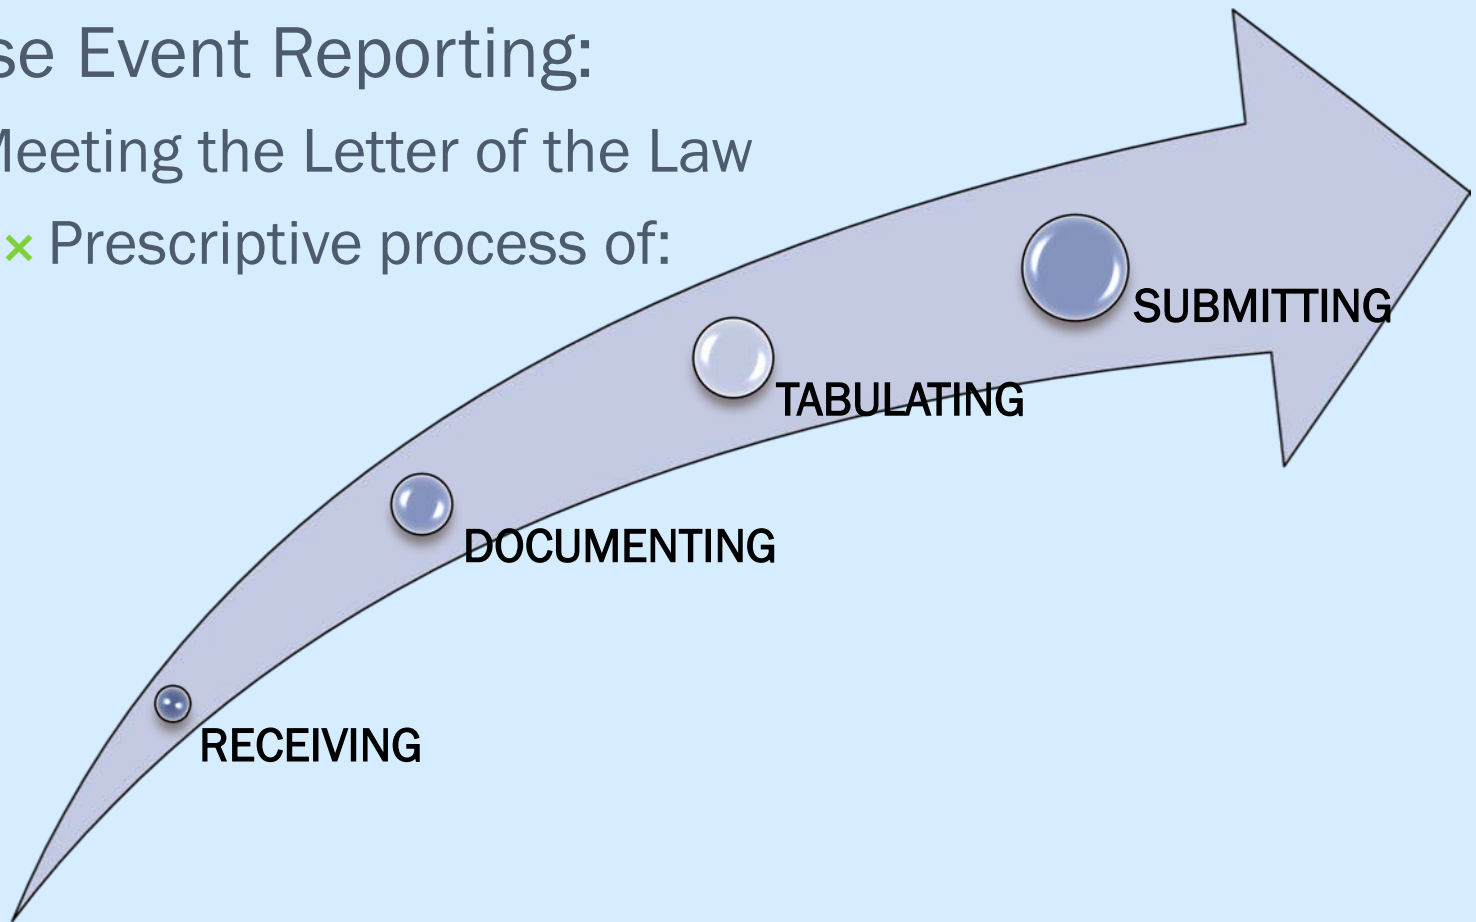 se Event Reporting:
Meeting the Letter of the Law
× Prescriptive process of:
SUBMITTING
TABULATING
DOCUMENTING
RECEIVING